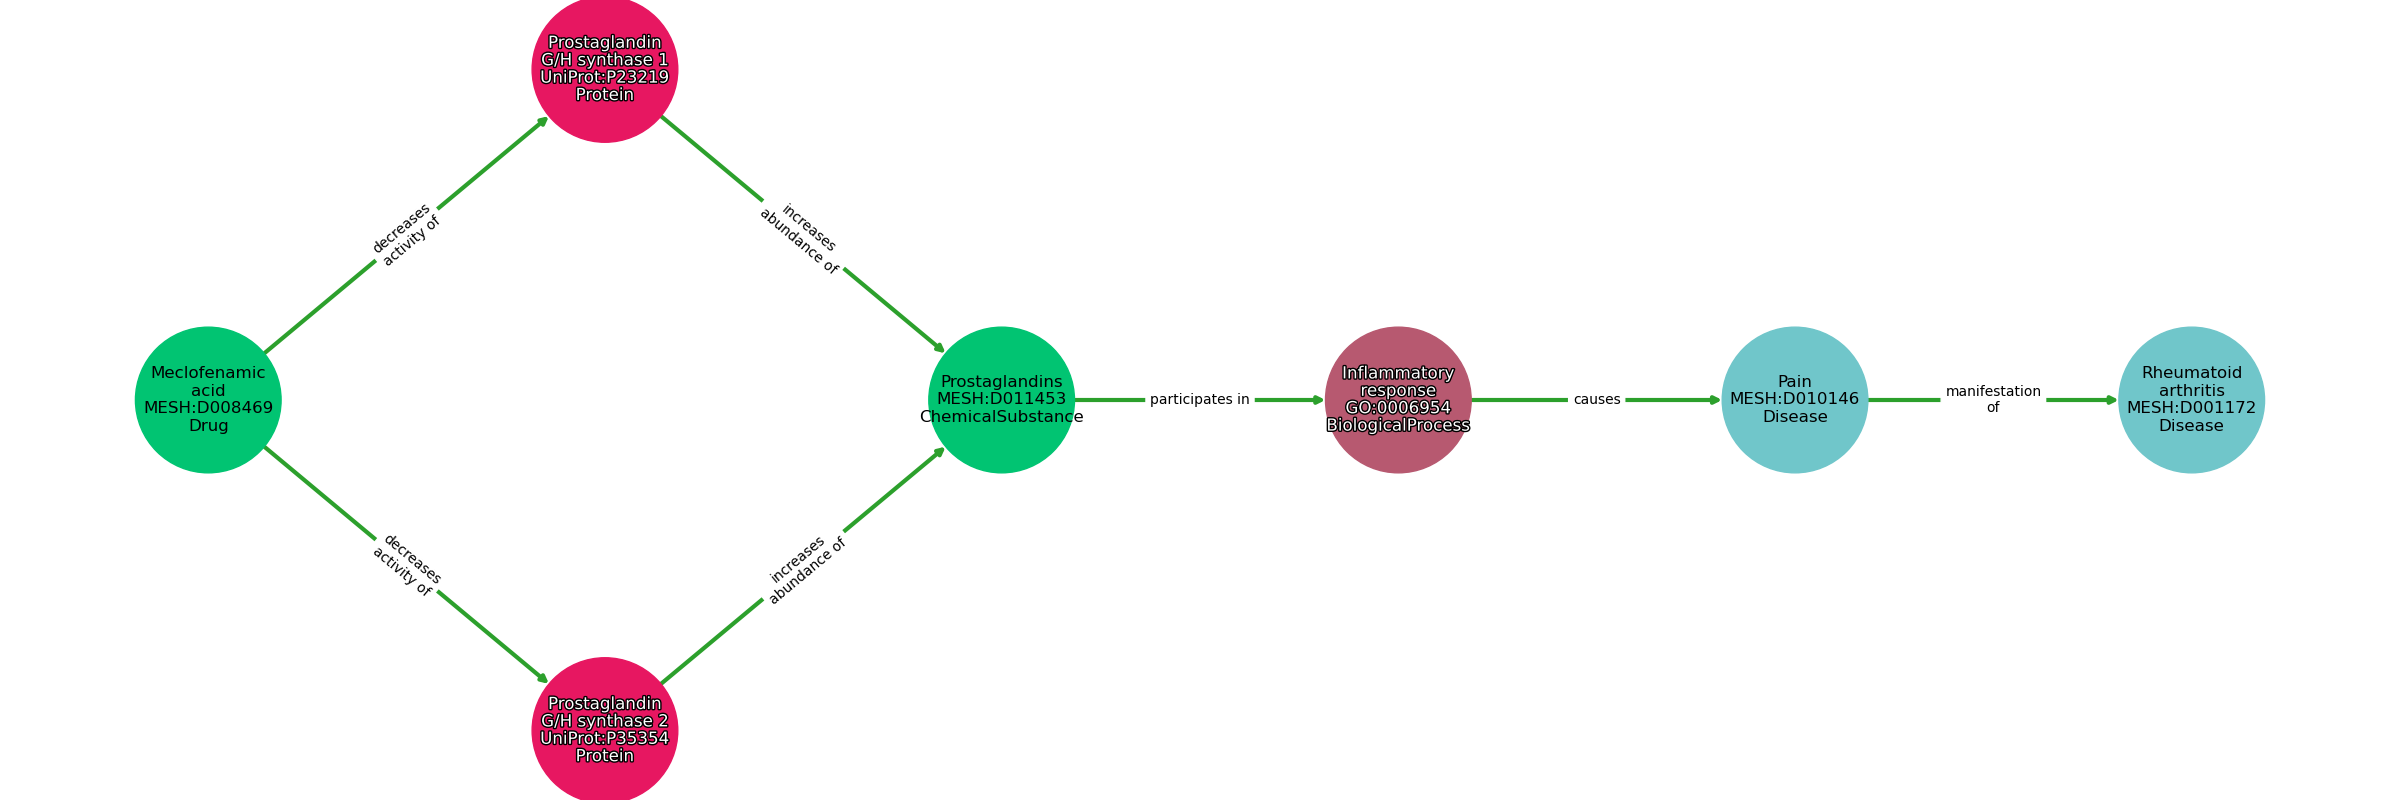 Prostaglandin
G/H synthase 1
UniProt:P23219
Protein
decreases
activity of
increases
abundance of
Meclofenamic
acid
MESH:D008469
Drug
Prostaglandins
MESH:D011453
ChemicalSubstance
participates in
Inflammatory
response
GO:0006954
BiologicalProcess
causes
Pain
MESH:D010146
Disease
manifestation
of
Rheumatoid
arthritis
MESH:D001172
Disease
decreases
activity of
increases
abundance of
Prostaglandin
G/H synthase 2
UniProt:P35354
Protein